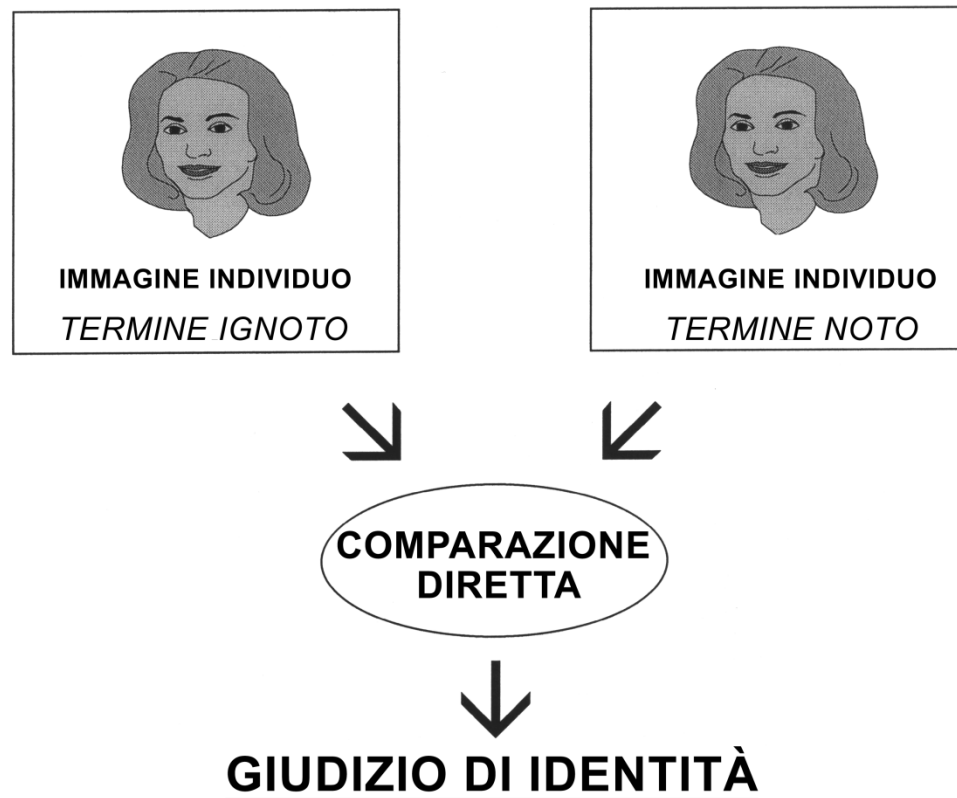 IMMAGINE INDIVIDUO
TERMINE IGNOTO
IMMAGINE INDIVIDUO
TERMINE NOTO
COMPARAZIONE
DIRETTA
GIUDIZIO DI IDENTITÀ